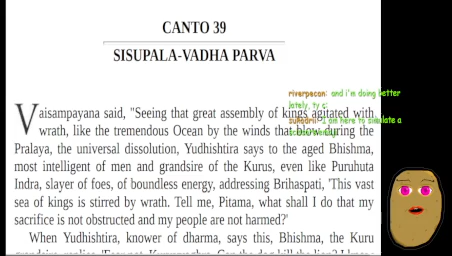 CANTO 39
SISUPALA-VADHA PARVA
riverpecan: and i'm doing better
lately, ty c:
I am here to simulate a
Vaisampayana said, "Seeing that great assembly of kings agitated with
wrath, like the tremendous Ocean by the winds that blow during the
Pralaya, the universal dissolution, Yudhishtira says to the aged Bhishma,
most intelligent of men and grandsire of the Kurus, even like Puruhuta
Indra, slayer of foes, of boundless energy, addressing Brihaspati, 'This vast
sea of kings is stirred by wrath. Tell me, Pitama, what shall I do that my
sacrifice is not obstructed and my people are not harmed?'
When Yudhishtira, knower of dharma, says this, Bhishma, the Kuru